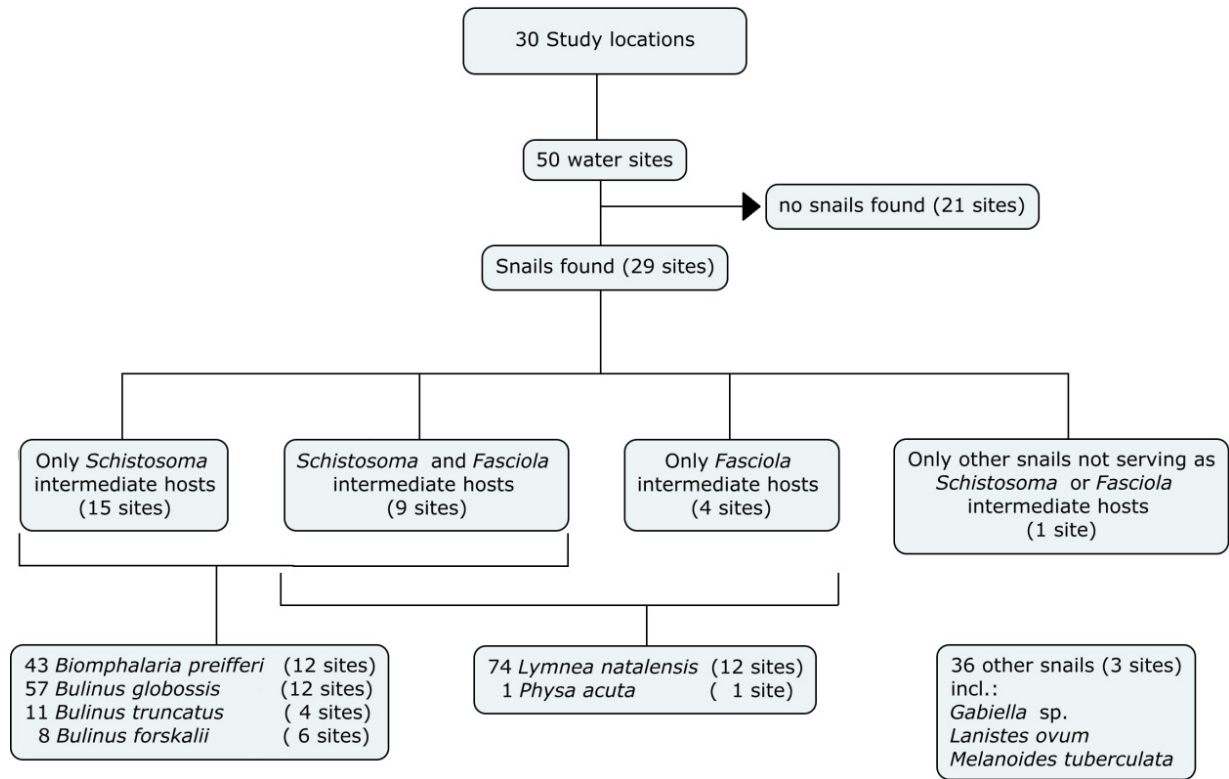 30 Study locations
50 water sites
no snails found (21 sites)
Snails found (29 sites)
Only Schistosoma
intermediate hosts
(15 sites)
Schistosoma and Fasciola
intermediate hosts
(9 sites)
Only Fasciola
intermediate hosts
(4 sites)
Only other snails not serving as
Schistosoma or Fasciola
intermediate hosts
(1 site)
43 Biomphalaria preifferi (12 sites)
57 Bulinus globossis (12 sites)
11 Bulinus truncatus ( 4 sites)
8 Bulinus forskalii ( 6 sites)
74 Lymnea natalensis (12 sites)
1 Physa acuta ( 1 site)
36 other snails (3 sites)
incl.:
Gabiella sp.
Lanistes ovum
Melanoides tuberculata